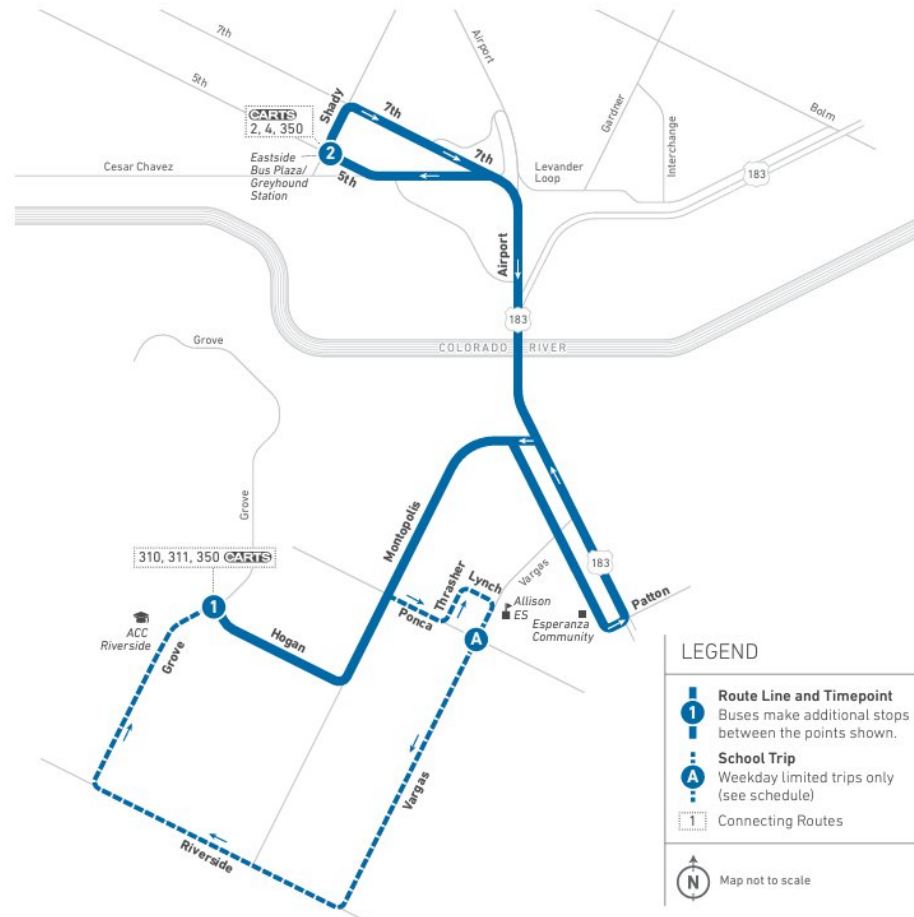 7th
5th
Airport
Gardner
Interchange
Bolm
Shady
7th
CARTS
2, 4, 350
2
Eastside
Bus Plaza/
Greyhound
Station
Cesar Chavez
5th
7th
Levander
Loop
183
Airport
183
COLORADO RIVER
Grove
Grove
Montopolis
310, 311, 350 CARTS
1
ACC
Riverside
Grove
Hogan
Ponca
Thrasher
Lynch
Vargas
Allison
ES
Esperanza
Community
183
Patton
A
Vargas
Riverside
LEGEND
1
Route Line and Timepoint
Buses make additional stops
between the points shown.
A
School Trip
Weekday limited trips only
(see schedule)
1 Connecting Routes
N
Map not to scale